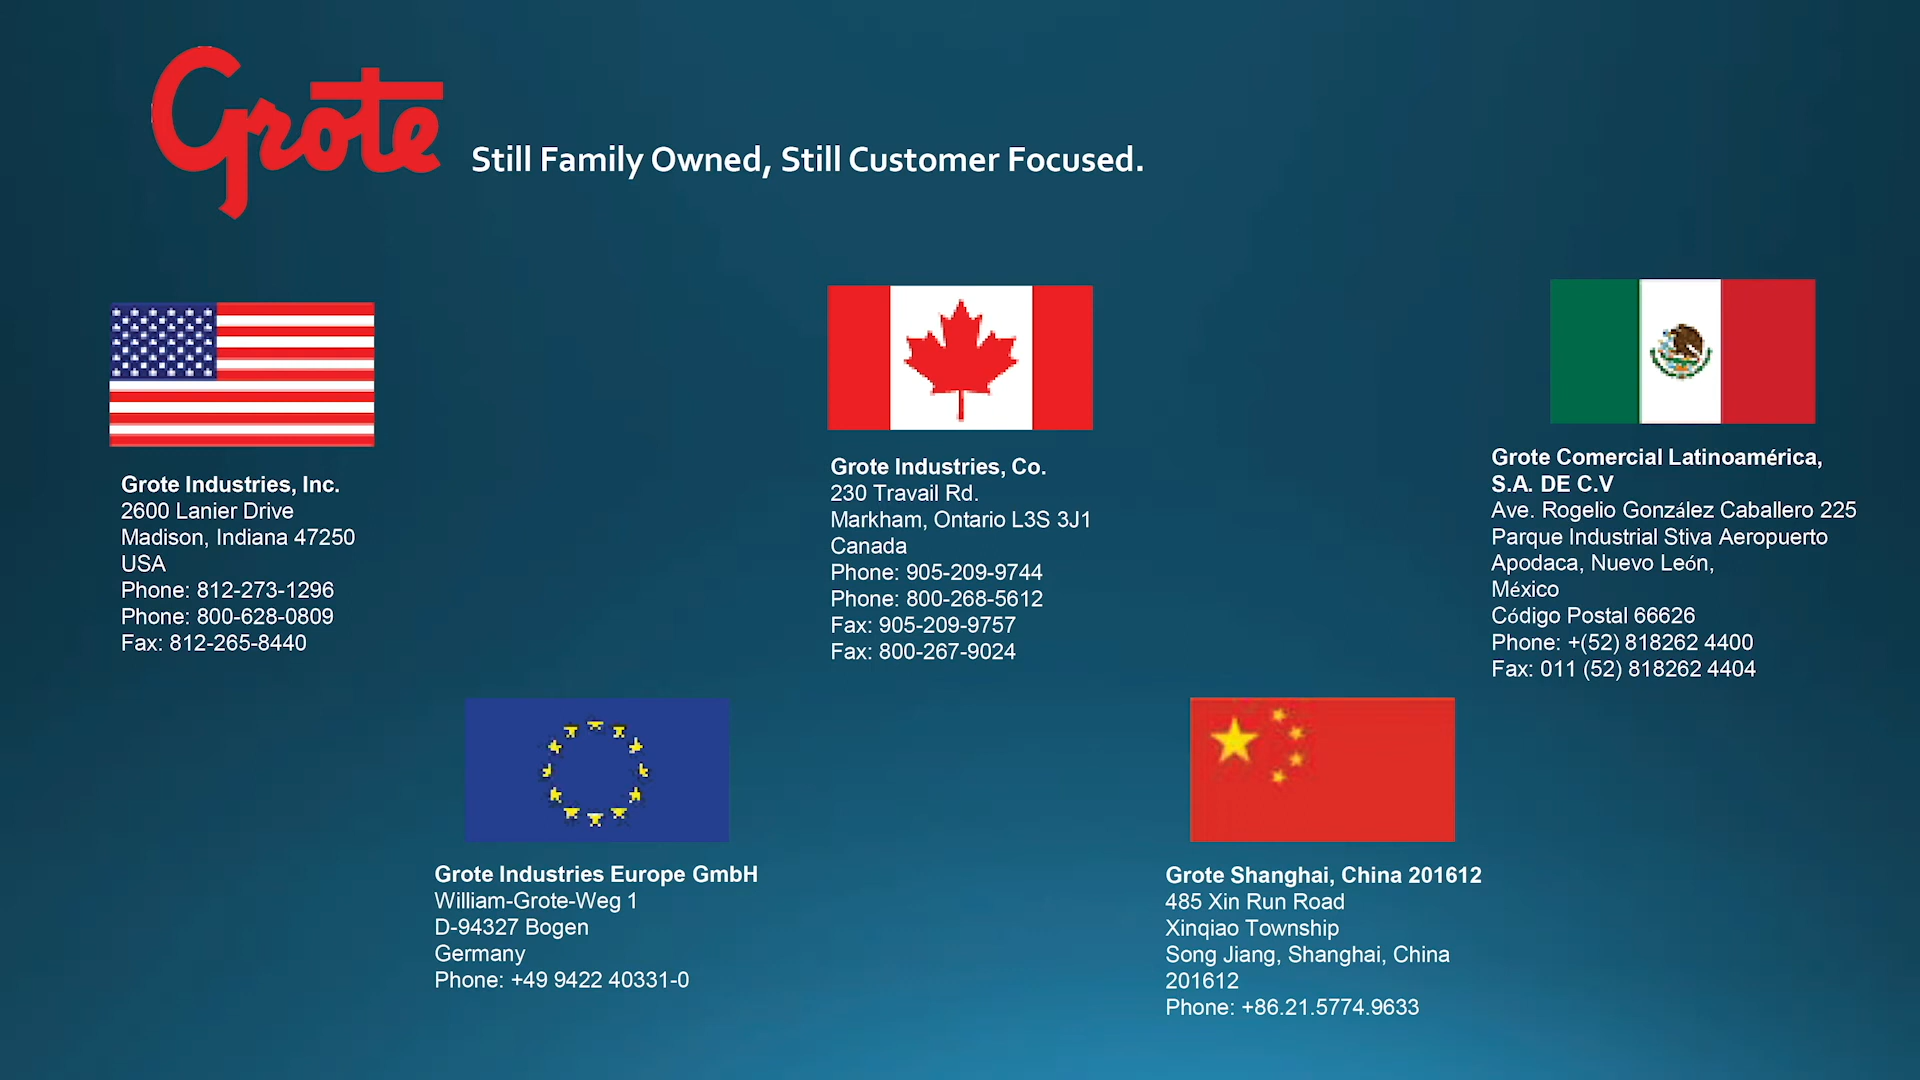 Grote
Still Family Owned, Still Customer Focused.
Grote Industries, Inc.
2600 Lanier Drive
Madison, Indiana 47250
USA
Phone: 812-273-1296
Phone: 800-628-0809
Fax: 812-265-8440
Grote Industries, Co.
230 Travail Rd.
Markham, Ontario L3S 3J1
Canada
Phone: 905-209-9744
Phone: 800-268-5612
Fax: 905-209-9757
Fax: 800-267-9024
Grote Comercial Latinoamérica,
S.A. DE C.V
Ave. Rogelio González Caballero 225
Parque Industrial Stiva Aeropuerto
Apodaca, Nuevo León,
México
Código Postal 66626
Phone: +(52) 818262 4400
Fax: 011 (52) 818262 4404
Grote Industries Europe GmbH
William-Grote-Weg 1
D-94327 Bogen
Germany
Phone: +49 9422 40331-0
Grote Shanghai, China 201612
485 Xin Run Road
Xinqiao Township
Song Jiang, Shanghai, China
201612
Phone: +86.21.5774.9633